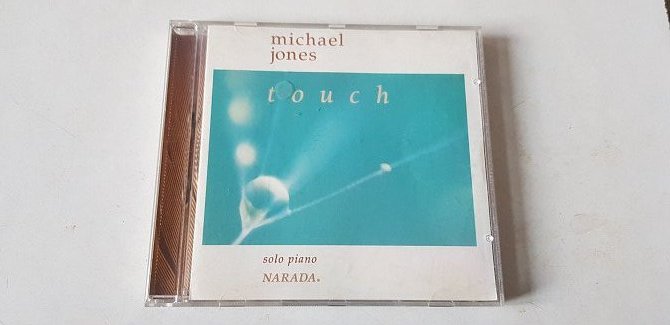 michael
jones
touch
solo piano
NARADA®